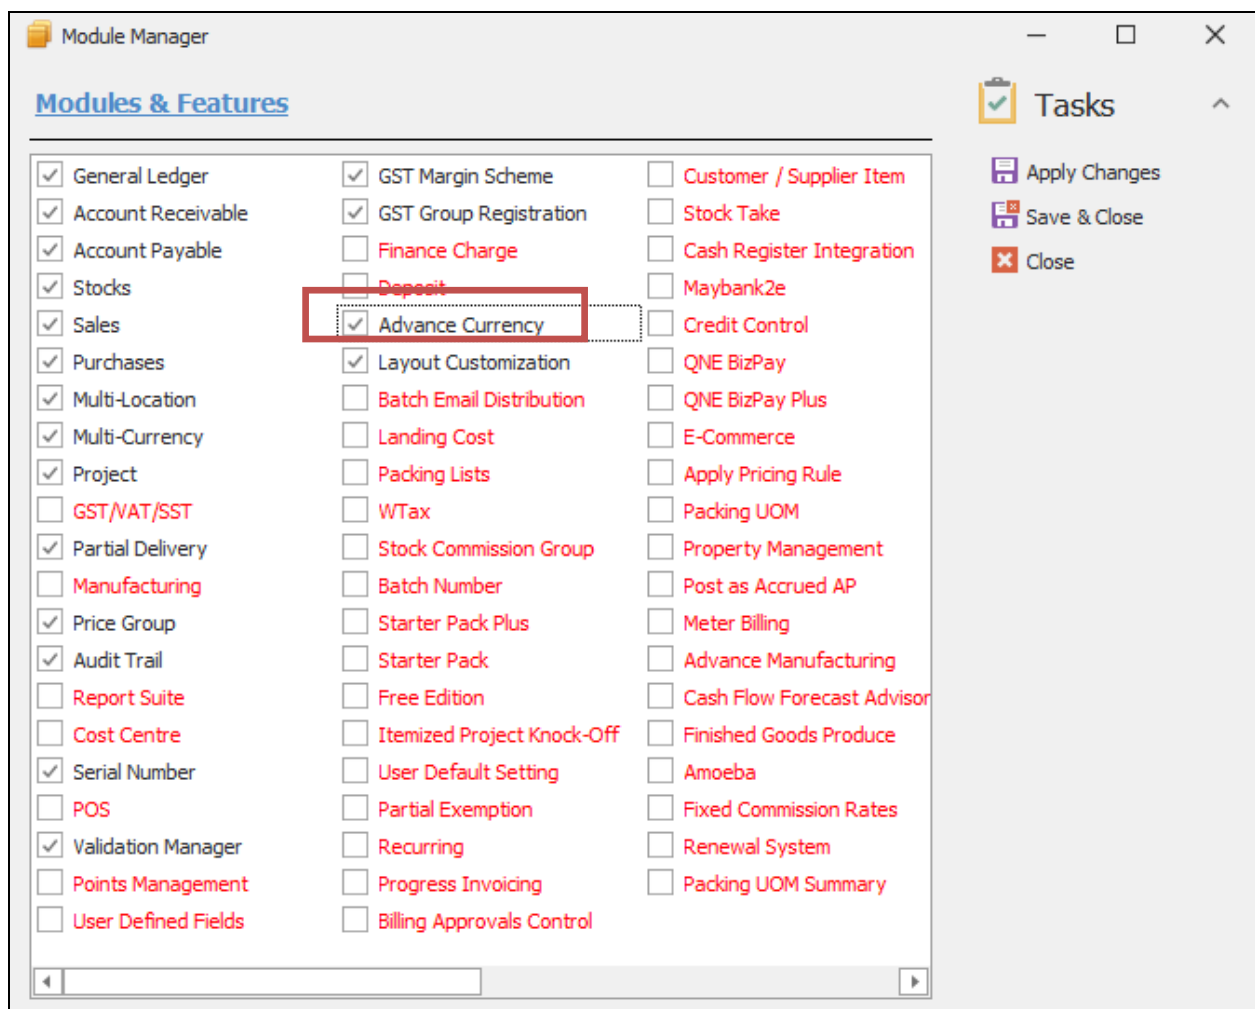 Module Manager
Modules & Features
General Ledger
Account Receivable
Account Payable
Stocks
Sales
Purchases
Multi-Location
Multi-Currency
Project
GST/VAT/SST
Partial Delivery
Manufacturing
Price Group
Audit Trail
Report Suite
Cost Centre
Serial Number
POS
Validation Manager
Points Management
User Defined Fields
GST Margin Scheme
GST Group Registration
Finance Charge
Deposit
Advance Currency
Layout Customization
Batch Email Distribution
Landing Cost
Packing Lists
WTax
Stock Commission Group
Batch Number
Starter Pack Plus
Starter Pack
Free Edition
Itemized Project Knock-Off
User Default Setting
Partial Exemption
Recurring
Progress Invoicing
Billing Approvals Control
Customer / Supplier Item
Stock Take
Cash Register Integration
Maybank2e
Credit Control
QNE BizPay
QNE BizPay Plus
E-Commerce
Apply Pricing Rule
Packing UOM
Property Management
Post as Accrued AP
Meter Billing
Advance Manufacturing
Cash Flow Forecast Advisor
Finished Goods Produce
Amoeba
Fixed Commission Rates
Renewal System
Packing UOM Summary
Tasks
Apply Changes
Save & Close
Close